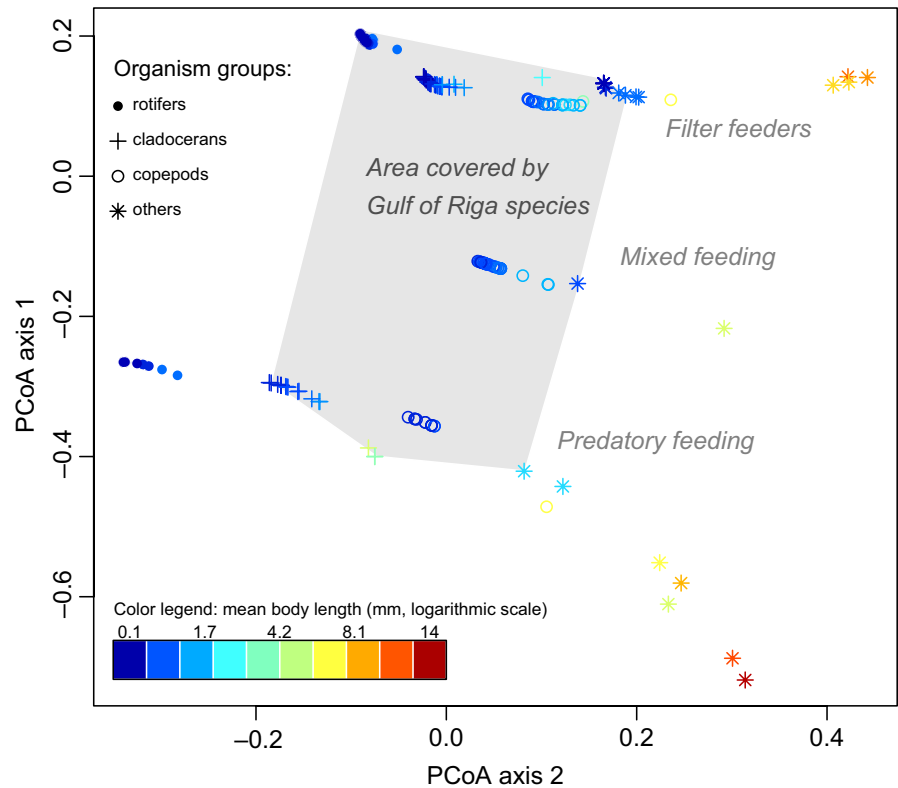 Organism groups:
rotifers
cladocerans
copepods
others
Filter feeders
Area covered by
Gulf of Riga species
Mixed feeding
Predatory feeding
Color legend: mean body length (mm, logarithmic scale)
0.1 1.7 4.2 8.1 14
0.2
0.0
−0.2
−0.4
−0.6
PCoA axis 1
−0.2 0.0 0.2 0.4
PCoA axis 2